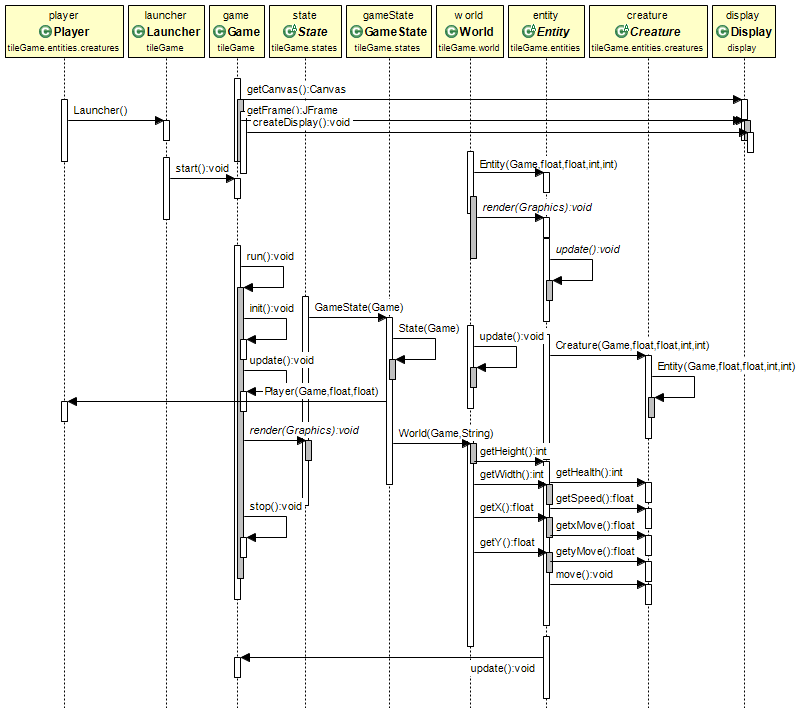 player
C Player
tileGame.entities.creatures
launcher
C Launcher
tileGame
game
C Game
tileGame
state
C State
tileGame.states
gameState
C GameState
tileGame.states
world
C World
tileGame.world
entity
C Entity
tileGame.entities
creature
C Creature
tileGame.entities.creatures
display
C Display
display
getCanvas():Canvas
Launcher()
getFrame():JFrame
createDisplay():void
start():void
Entity(Game,float,float,int,int)
render(Graphics):void
update():void
run():void
init():void
GameState(Game)
State(Game)
update():void
Creature(Game,float,float,int,int)
update():void
Entity(Game,float,float,int,int)
Player(Game,float,float)
render(Graphics):void
World(Game,String)
getHeight():int
getWidth():int
getHealth():int
getSpeed():float
stop():void
getX():float
getxMove():float
getY():float
getyMove():float
move():void
update():void